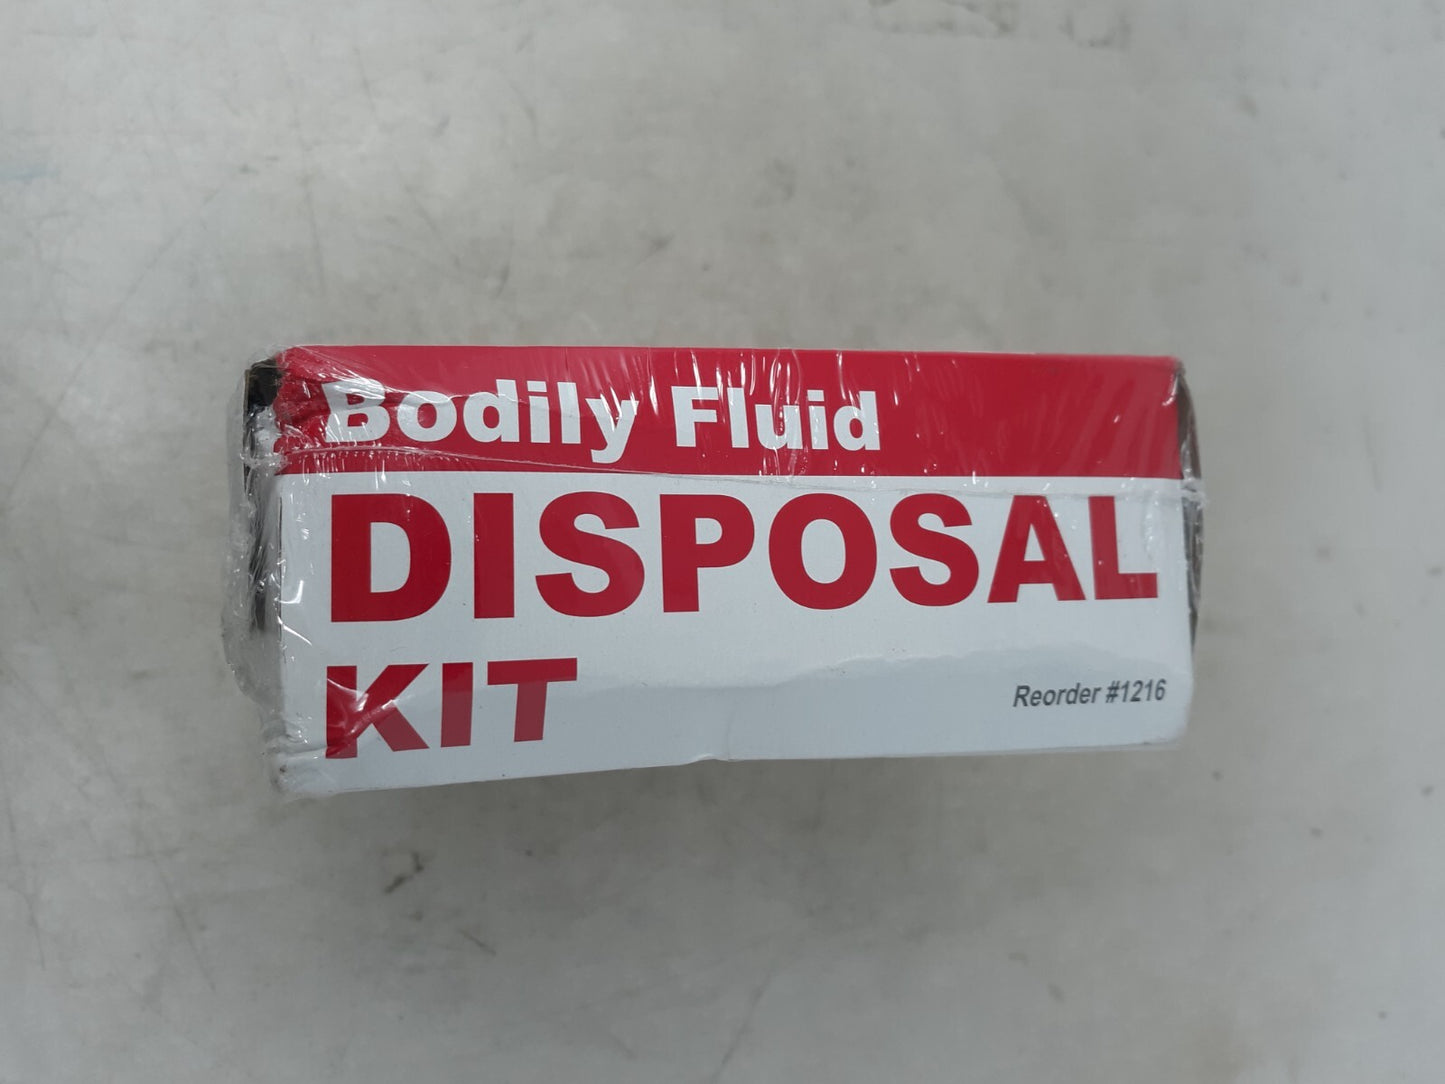 Bodily Fluid
DISPOSAL
KIT
Reorder #1216